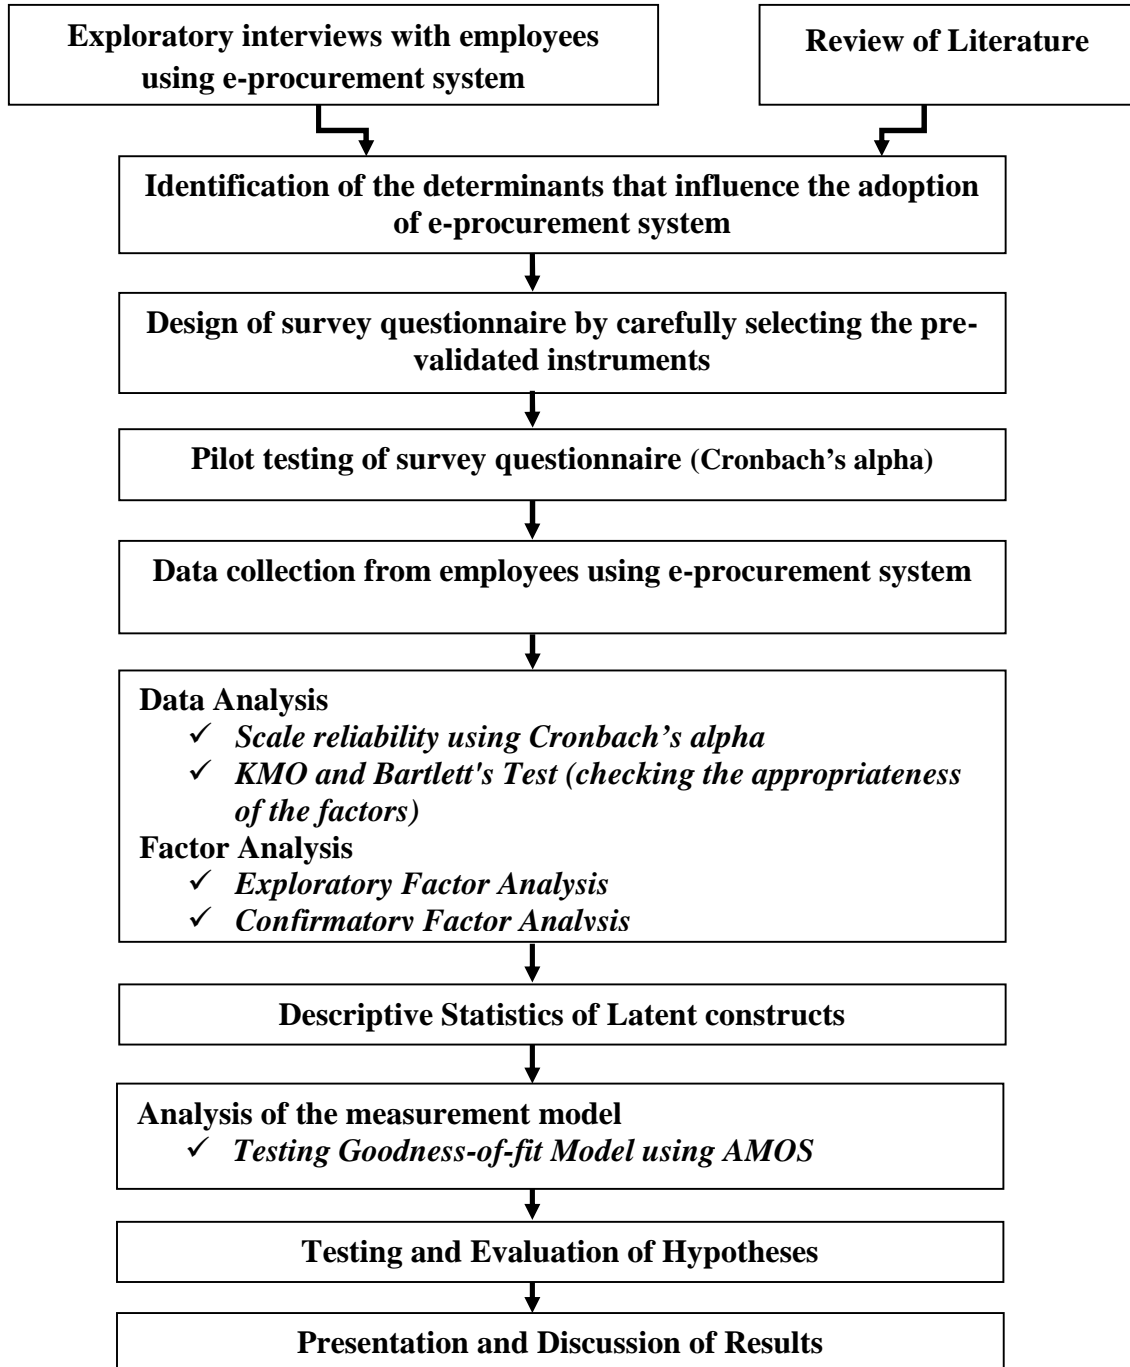 Exploratory interviews with employees
using e-procurement system
Review of Literature
Identification of the determinants that influence the adoption
of e-procurement system
Design of survey questionnaire by carefully selecting the pre-
validated instruments
Pilot testing of survey questionnaire (Cronbach’s alpha)
Data collection from employees using e-procurement system
Data Analysis
✓ Scale reliability using Cronbach’s alpha
✓ KMO and Bartlett's Test (checking the appropriateness
of the factors)
Factor Analysis
✓ Exploratory Factor Analysis
✓ Confirmatory Factor Analysis
Descriptive Statistics of Latent constructs
Analysis of the measurement model
✓ Testing Goodness-of-fit Model using AMOS
Testing and Evaluation of Hypotheses
Presentation and Discussion of Results